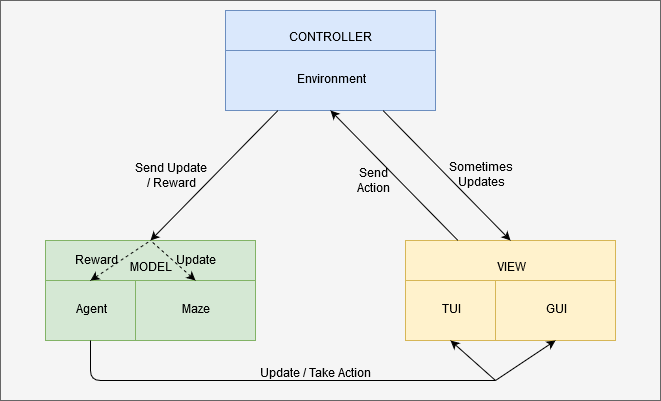 CONTROLLER
Environment
Send Update
/ Reward
Send
Action
Sometimes
Updates
Reward
Update
MODEL
Agent
Maze
VIEW
TUI
GUI
Update / Take Action